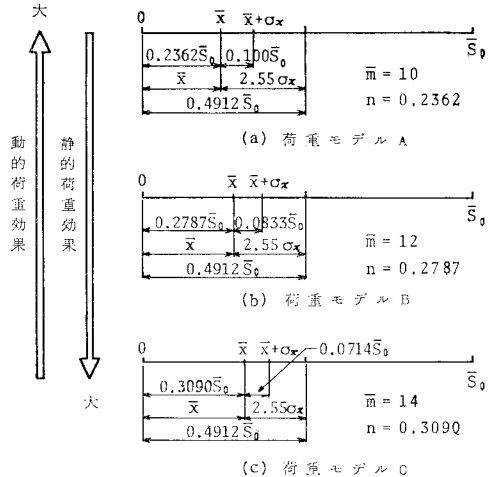 大
動的荷重効果
静的荷重効果
大
0 x̄ x̄+σx S̄₀
0.2362S̄₀ 0.100S̄₀
x̄ 2.55σx
0.4912S̄₀
m̄ = 10
n = 0.2362
(a) 荷重モデルA
0 x̄ x̄+σx S̄₀
0.2787S̄₀ 0.0833S̄₀
x̄ 2.55σx
0.4912S̄₀
m̄ = 12
n = 0.2787
(b) 荷重モデルB
0 x̄ x̄+σx 0.0714S̄₀ S̄₀
0.3090S̄₀
x̄ 2.55σx
0.4912S̄₀
m̄ = 14
n = 0.3090
(c) 荷重モデルC